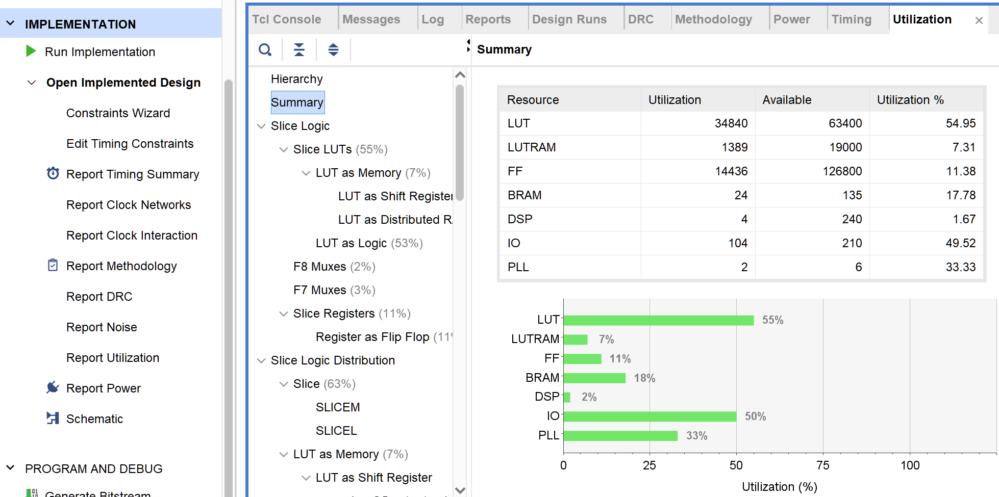 IMPLEMENTATION
Run Implementation
Open Implemented Design
Constraints Wizard
Edit Timing Constraints
Report Timing Summary
Report Clock Networks
Report Clock Interaction
Report Methodology
Report DRC
Report Noise
Report Utilization
Report Power
Schematic
PROGRAM AND DEBUG
Generate Bitstream
Tcl Console Messages Log Reports Design Runs DRC Methodology Power Timing Utilization
Hierarchy
Summary
Slice Logic
Slice LUTs (55%)
LUT as Memory (7%)
LUT as Shift Register
LUT as Distributed R
LUT as Logic (53%)
F8 Muxes (2%)
F7 Muxes (3%)
Slice Registers (11%)
Register as Flip Flop (11%
Slice Logic Distribution
Slice (63%)
SLICEM
SLICEL
LUT as Memory (7%)
LUT as Shift Register
Summary
Resource Utilization Available Utilization %
LUT 34840 63400 54.95
LUTRAM 1389 19000 7.31
FF 14436 126800 11.38
BRAM 24 135 17.78
DSP 4 240 1.67
IO 104 210 49.52
PLL 2 6 33.33
LUT 55%
LUTRAM 7%
FF 11%
BRAM 18%
DSP 2%
IO 50%
PLL 33%
0 25 50 75 100
Utilization (%)